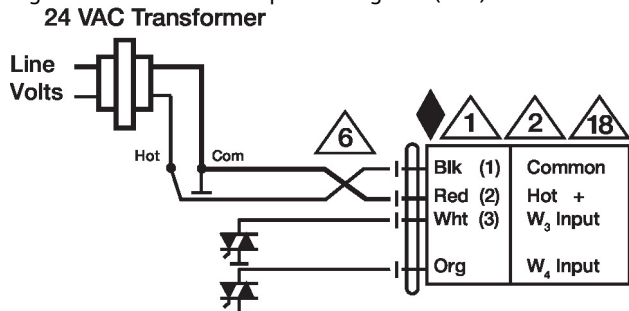 24 VAC Transformer
Line
Volts
Hot
Com
6
1
2
18
Blk (1) Common
Red (2) Hot +
Wht (3) W3 Input
Org W4 Input